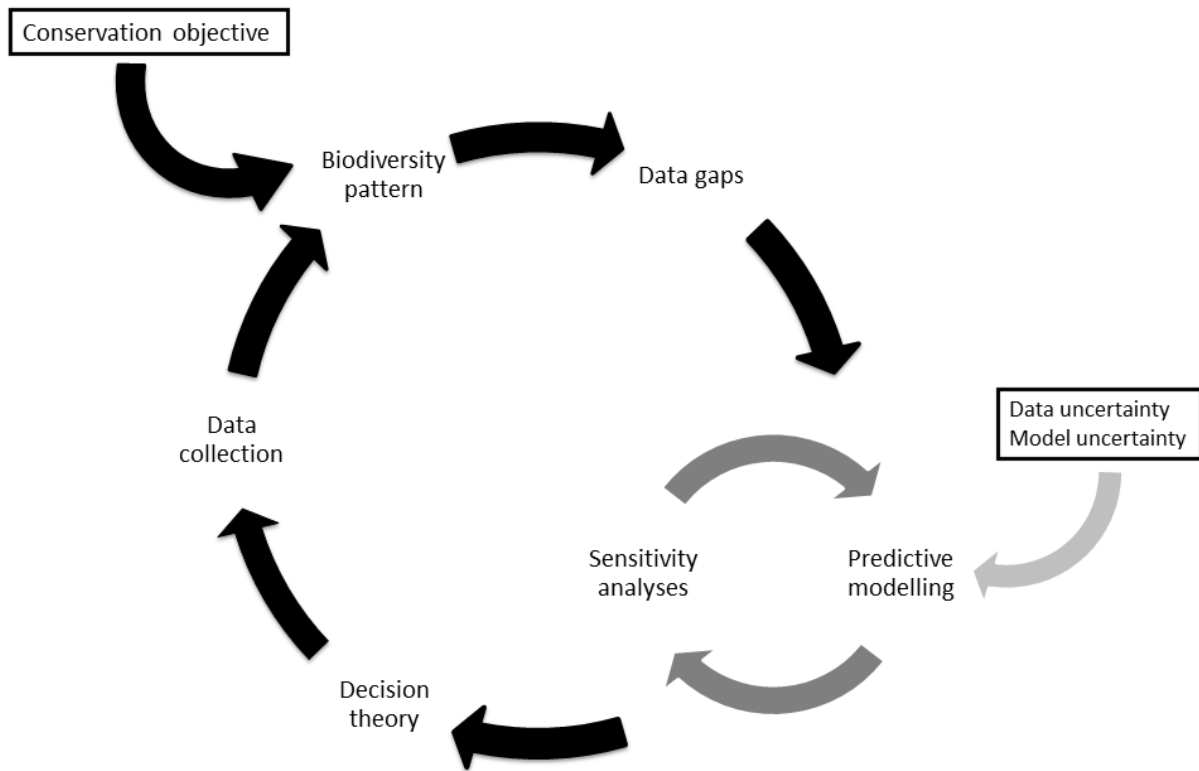 Conservation objective
Biodiversity
pattern
Data gaps
Data uncertainty
Model uncertainty
Data
collection
Sensitivity
analyses
Predictive
modelling
Decision
theory